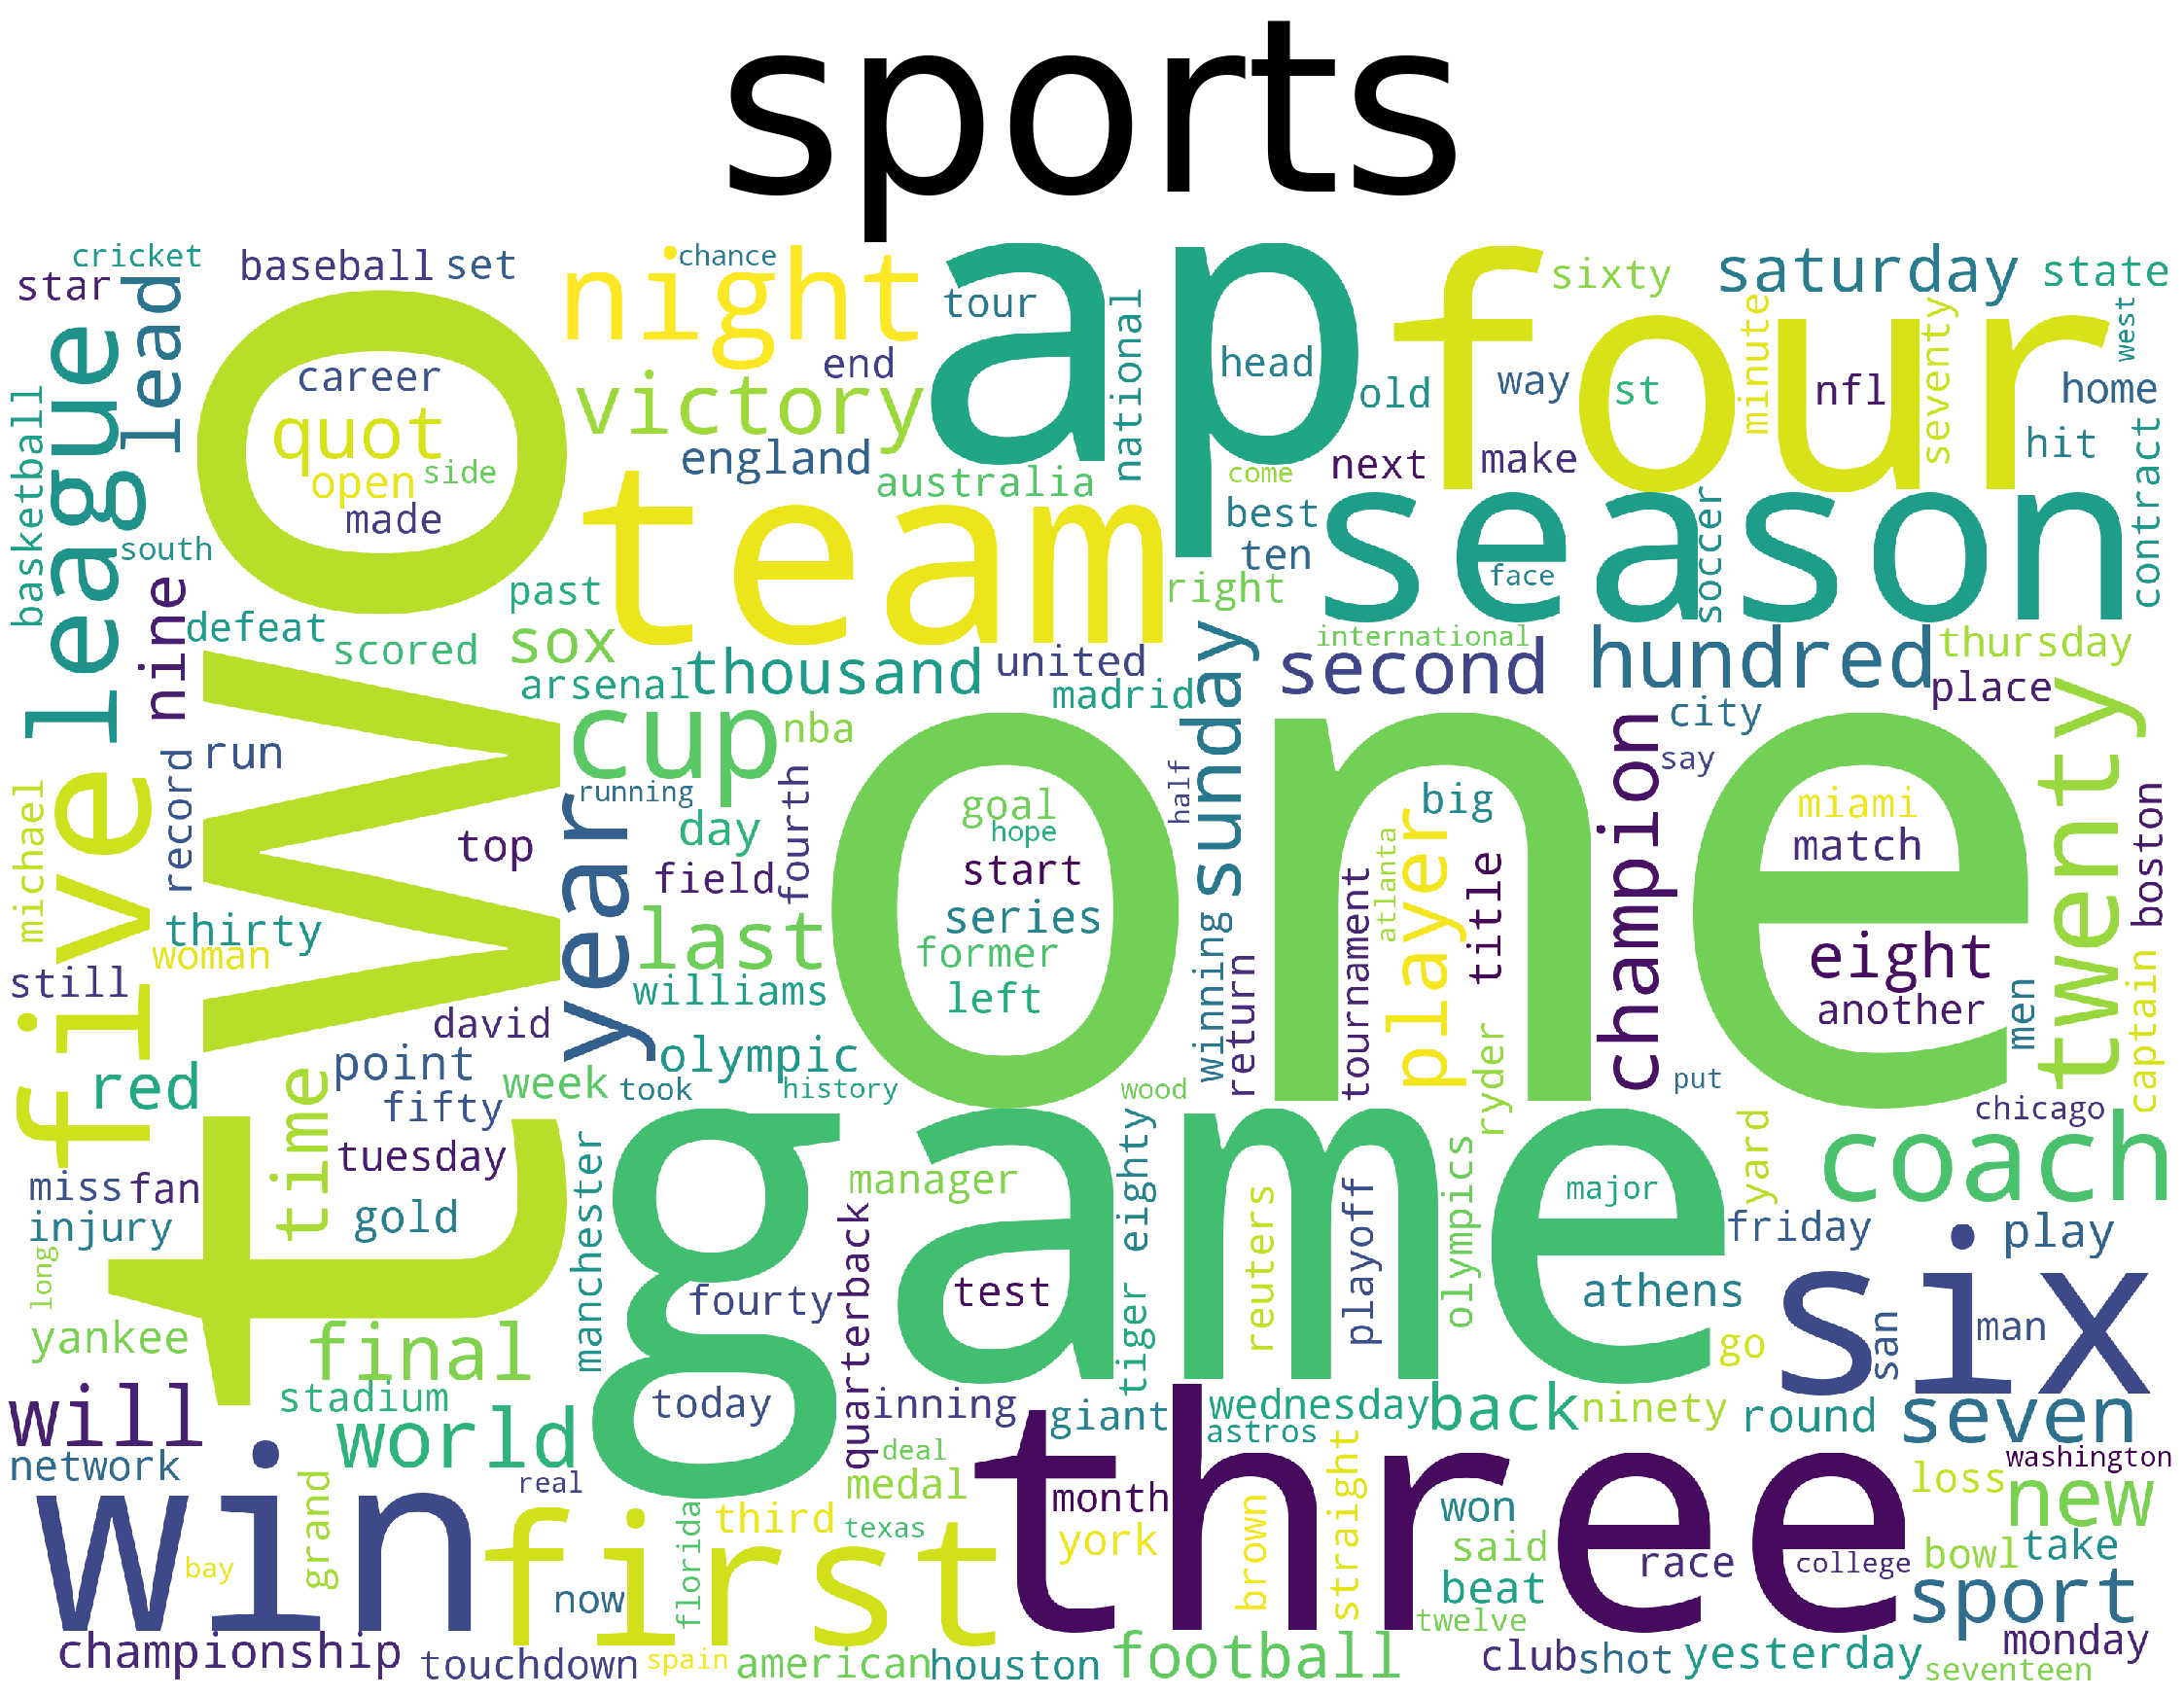 sports
cricket
star
baseball
set
night
chance
ap
four
sixty
saturday
state
league
lead
two
career
quot
open
side
made
victory
end
tour
national
head
old
way
st
minute
nfl
seventy
west
home
hit
contract
basketball
south
england
australia
team
come
next
make
best
ten
season
soccer
face
nine
defeat
scored
past
sox
right
international
thursday
arsenal
thousand
united
madrid
sunday
second
hundred
place
five
run
record
cup
nba
one
champion
city
say
twenty
michael
top
year
running
day
field
fourth
goal
hope
start
series
former
left
half
big
player
title
atlanta
tournament
miami
match
boston
thirty
woman
still
last
williams
david
winning
return
eight
another
men
captain
red
time
point
fifty
week
took
olympic
history
wood
ryder
put
chicago
tuesday
game
manchester
manager
eighty
olympics
major
yard
coach
miss
fan
injury
gold
fourty
quarterback
test
tiger
reuters
playoff
athens
friday
play
long
yankee
final
go
six
san
man
stadium
today
inning
giant
wednesday
back
ninety
round
seven
will
network
world
deal
astros
three
washington
win
grand
real
medal
month
straight
won
loss
new
first
florida
third
texas
york
brown
said
race
college
bowl
take
bay
now
beat
twelve
sport
championship
touchdown
spain
american
houston
football
club
shot
yesterday
monday
seventeen